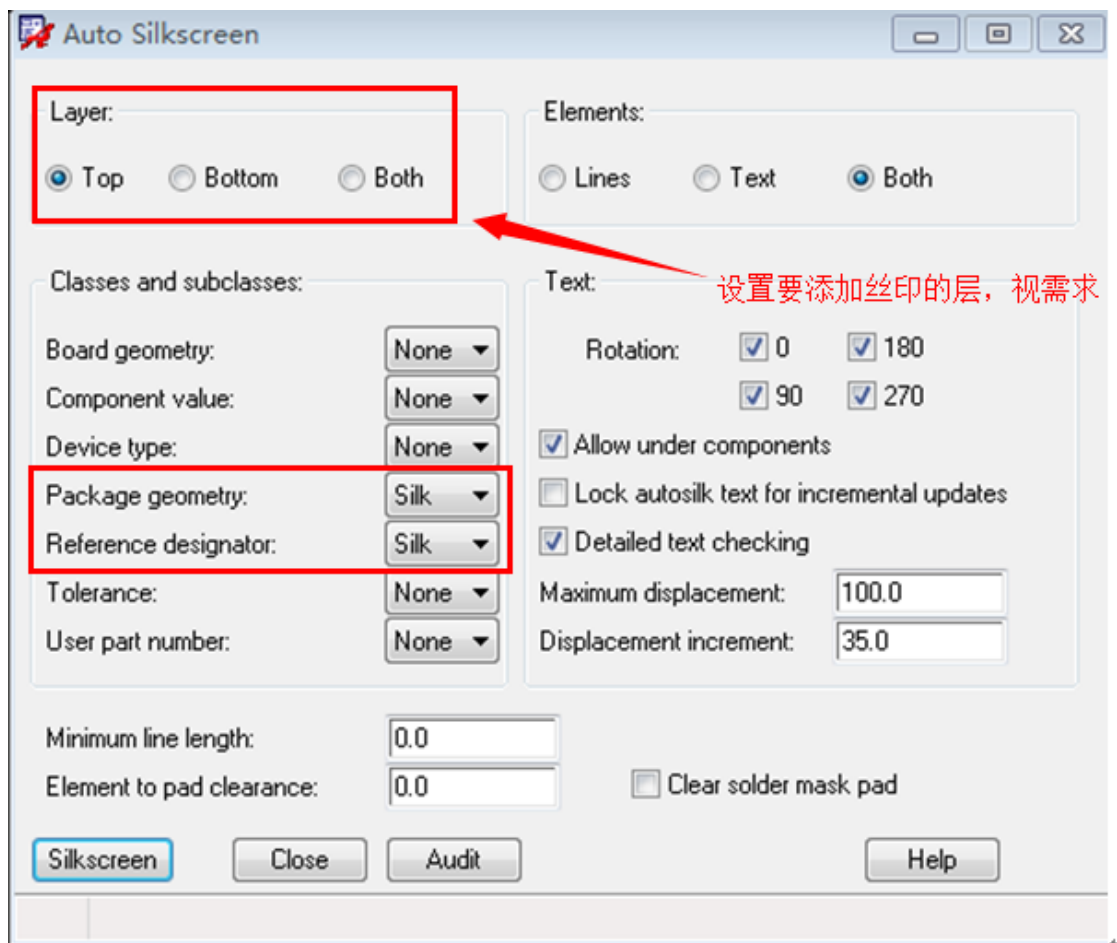 Auto Silkscreen
Layer:
Top Bottom Both
Elements:
Lines Text Both
设置要添加丝印的层，视需求
Classes and subclasses:
Board geometry: None
Component value: None
Device type: None
Package geometry: Silk
Reference designator: Silk
Tolerance: None
User part number: None
Text:
Rotation: 0 180
90 270
Allow under components
Lock autosilk text for incremental updates
Detailed text checking
Maximum displacement: 100.0
Displacement increment: 35.0
Minimum line length: 0.0
Element to pad clearance: 0.0
Clear solder mask pad
Silkscreen Close Audit Help